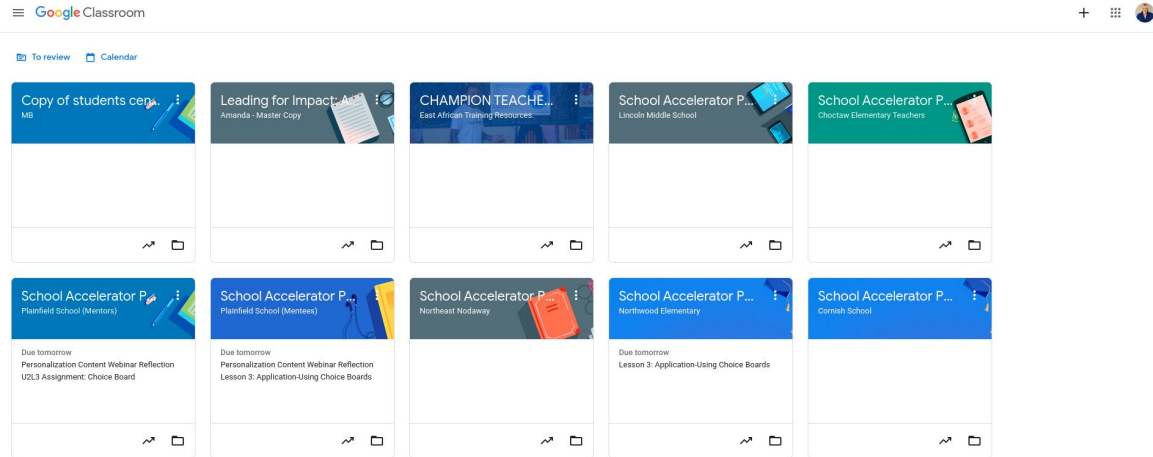 Google Classroom
To review
Calendar
Copy of students cen...
MB
Leading for Impact: A...
Amanda - Master Copy
CHAMPION TEACHE...
East African Training Resources.
School Accelerator P...
Lincoln Middle School
School Accelerator P...
Choctaw Elementary Teachers
School Accelerator P...
Plainfield School (Mentors)
Due tomorrow
Personalization Content Webinar Reflection
U2L3 Assignment: Choice Board
School Accelerator P...
Plainfield School (Mentees)
Due tomorrow
Personalization Content Webinar Reflection
Lesson 3: Application-Using Choice Boards
School Accelerator P...
Northeast Nodaway
School Accelerator P...
Northwood Elementary
Due tomorrow
Lesson 3: Application-Using Choice Boards
School Accelerator P...
Cornish School